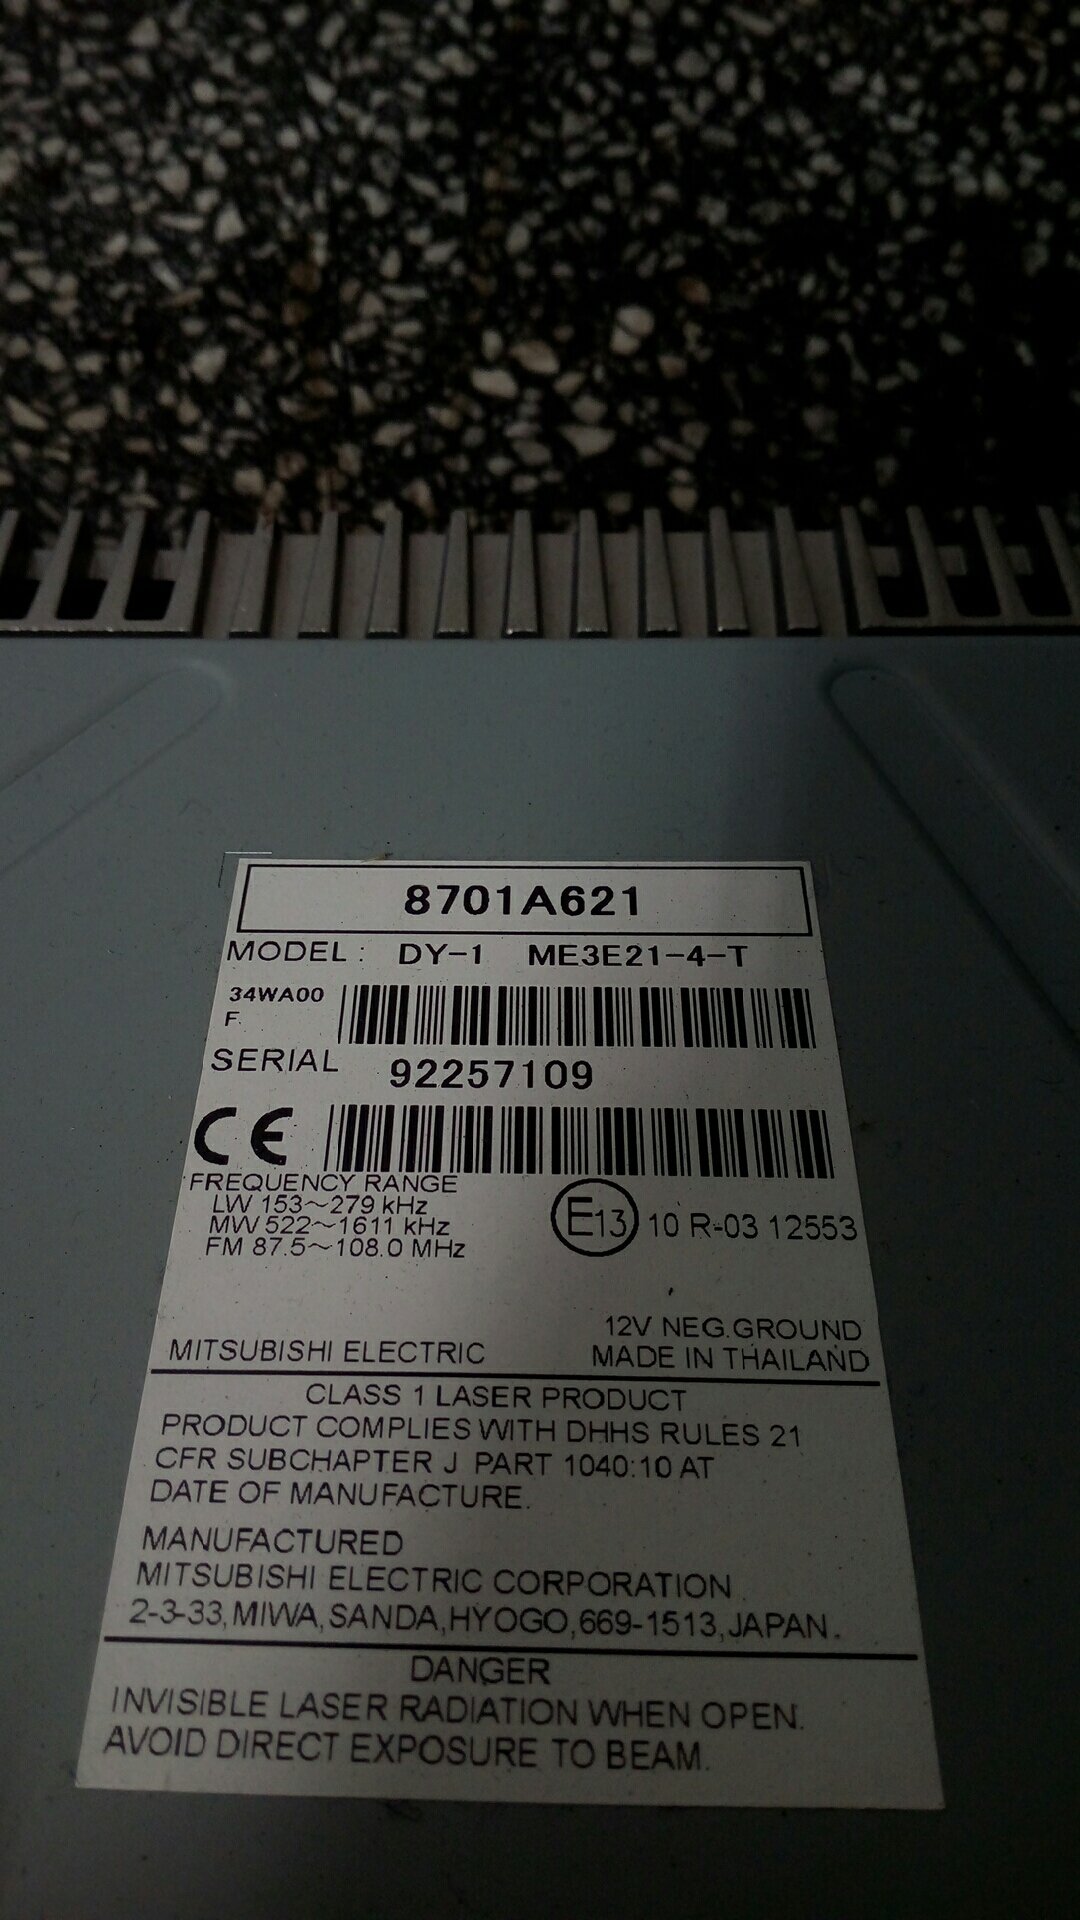 8701A621
MODEL : DY-1 ME3E21-4-T
34WA00
F.
SERIAL 92257109
CE
FREQUENCY RANGE
LW 153~279 kHz
MW 522~1611 kHz
FM 87.5~108.0 MHz
E13 10 R-03 12553
12V NEG.GROUND
MITSUBISHI ELECTRIC MADE IN THAILAND
CLASS 1 LASER PRODUCT
PRODUCT COMPLIES WITH DHHS RULES 21
CFR SUBCHAPTER J PART 1040:10 AT
DATE OF MANUFACTURE.
MANUFACTURED
MITSUBISHI ELECTRIC CORPORATION
2-3-33,MIWA,SANDA,HYOGO,669-1513,JAPAN.
DANGER
INVISIBLE LASER RADIATION WHEN OPEN.
AVOID DIRECT EXPOSURE TO BEAM.